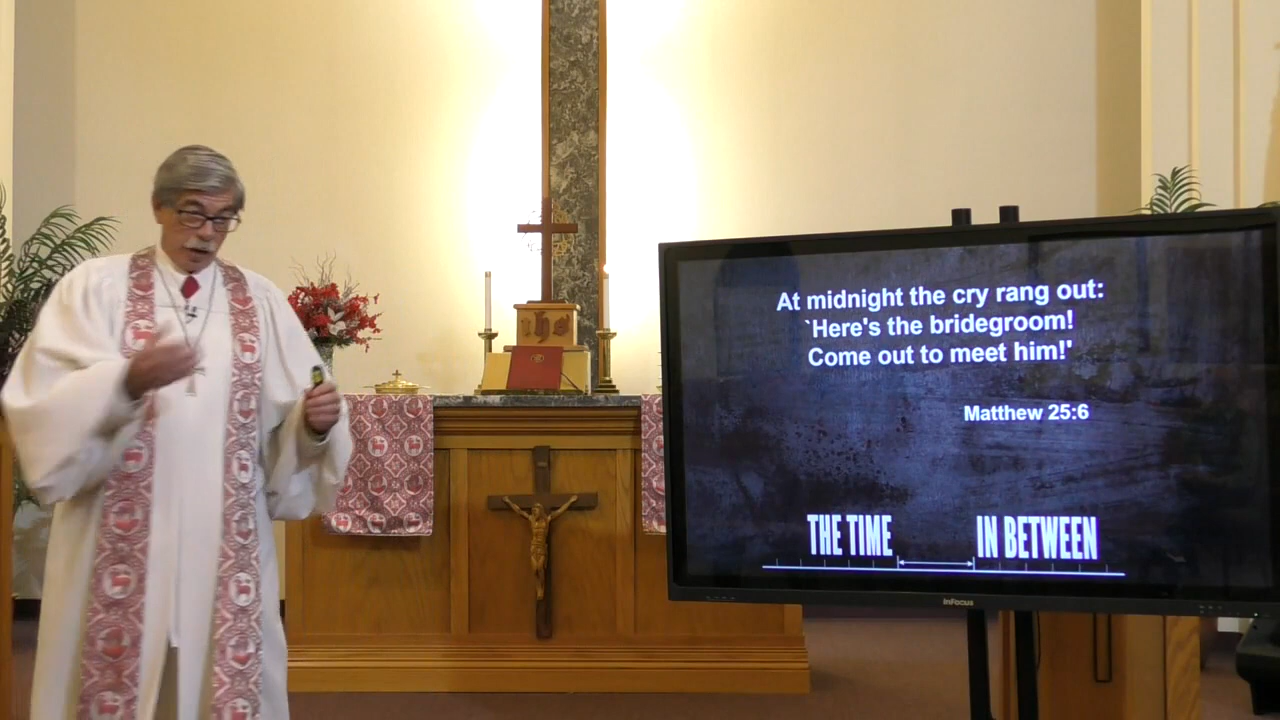 ihs
At midnight the cry rang out:
`Here's the bridegroom!
Come out to meet him!'
Matthew 25:6
THE TIME IN BETWEEN
InFocus